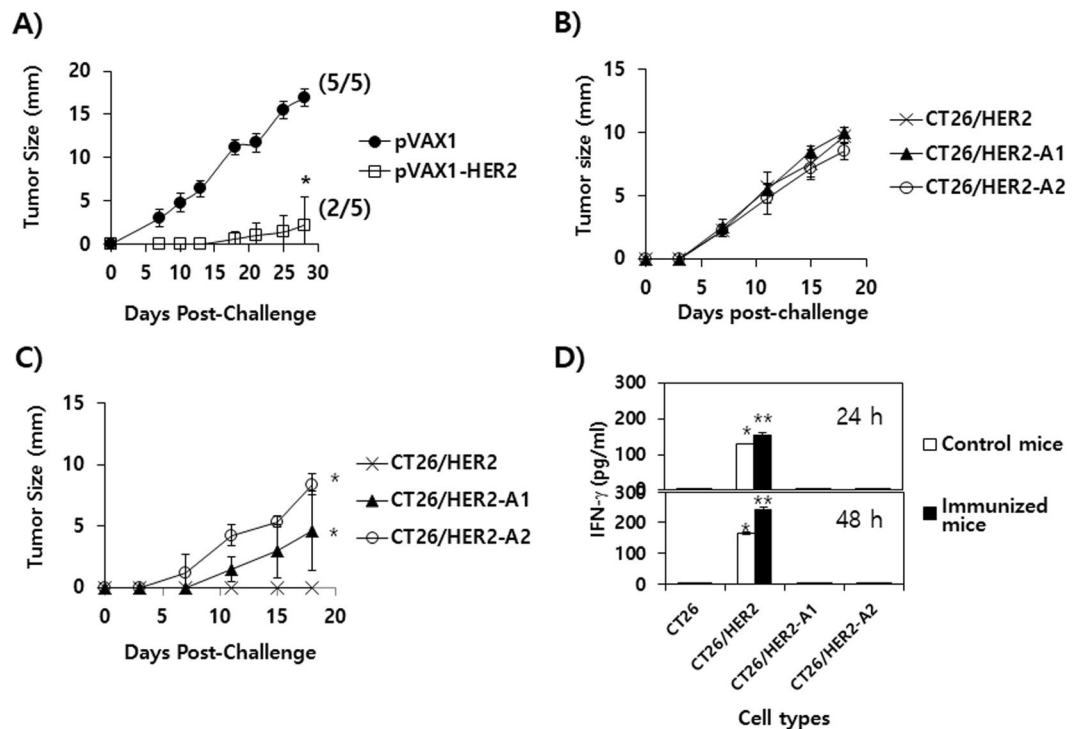 A)
Tumor Size (mm)
20
15
10
5
0
0 5 10 15 20 25 30
Days Post-Challenge
(5/5)
*
(2/5)
pVAX1
pVAX1-HER2
B)
Tumor size (mm)
15
10
5
0
0 5 10 15 20
Days post-challenge
CT26/HER2
CT26/HER2-A1
CT26/HER2-A2
C)
Tumor Size (mm)
15
10
5
0
0 5 10 15 20
Days Post-Challenge
*
*
CT26/HER2
CT26/HER2-A1
CT26/HER2-A2
D)
IFN-γ (pg/ml)
300
200
100
0
* **
24 h
300
200
100
0
* **
48 h
CT26
CT26/HER2
CT26/HER2-A1
CT26/HER2-A2
Cell types
Control mice
Immunized
mice